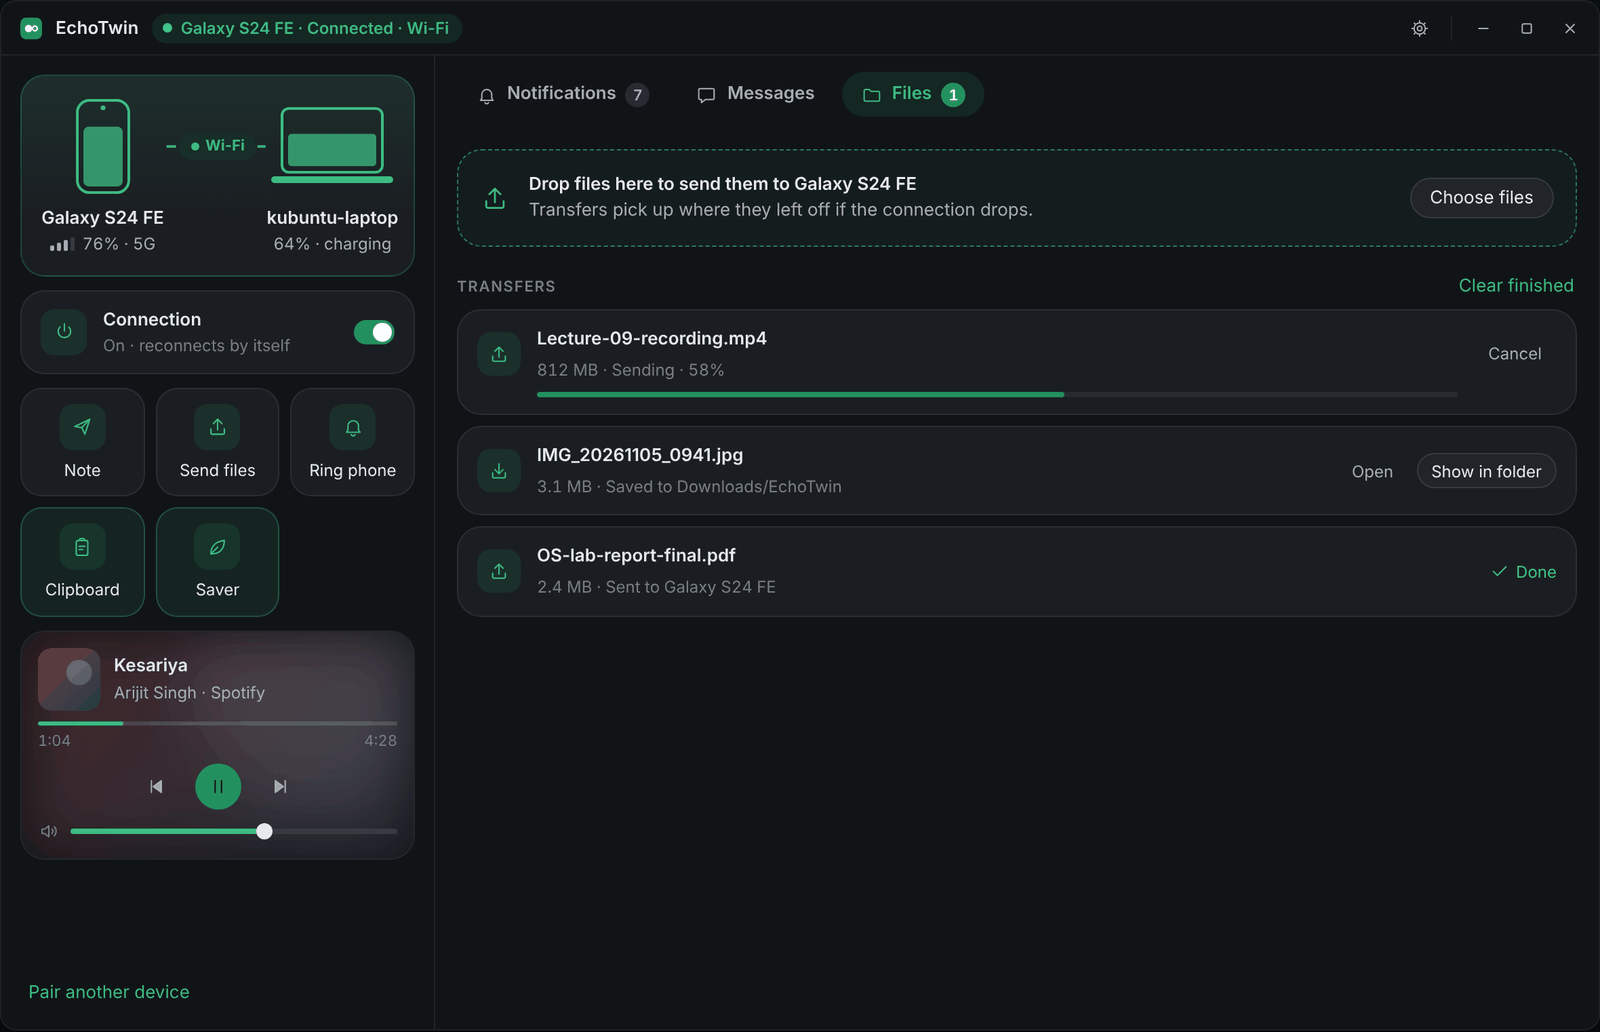 EchoTwin
Galaxy S24 FE · Connected · Wi-Fi
Wi-Fi
Galaxy S24 FE
76% · 5G
kubuntu-laptop
64% · charging
Connection
On · reconnects by itself
Note
Send files
Ring phone
Clipboard
Saver
Kesariya
Arijit Singh · Spotify
1:04
4:28
Pair another device
Notifications 7
Messages
Files 1
Drop files here to send them to Galaxy S24 FE
Transfers pick up where they left off if the connection drops.
Choose files
TRANSFERS
Clear finished
Lecture-09-recording.mp4
812 MB · Sending · 58%
Cancel
IMG_20261105_0941.jpg
3.1 MB · Saved to Downloads/EchoTwin
Open
Show in folder
OS-lab-report-final.pdf
2.4 MB · Sent to Galaxy S24 FE
Done